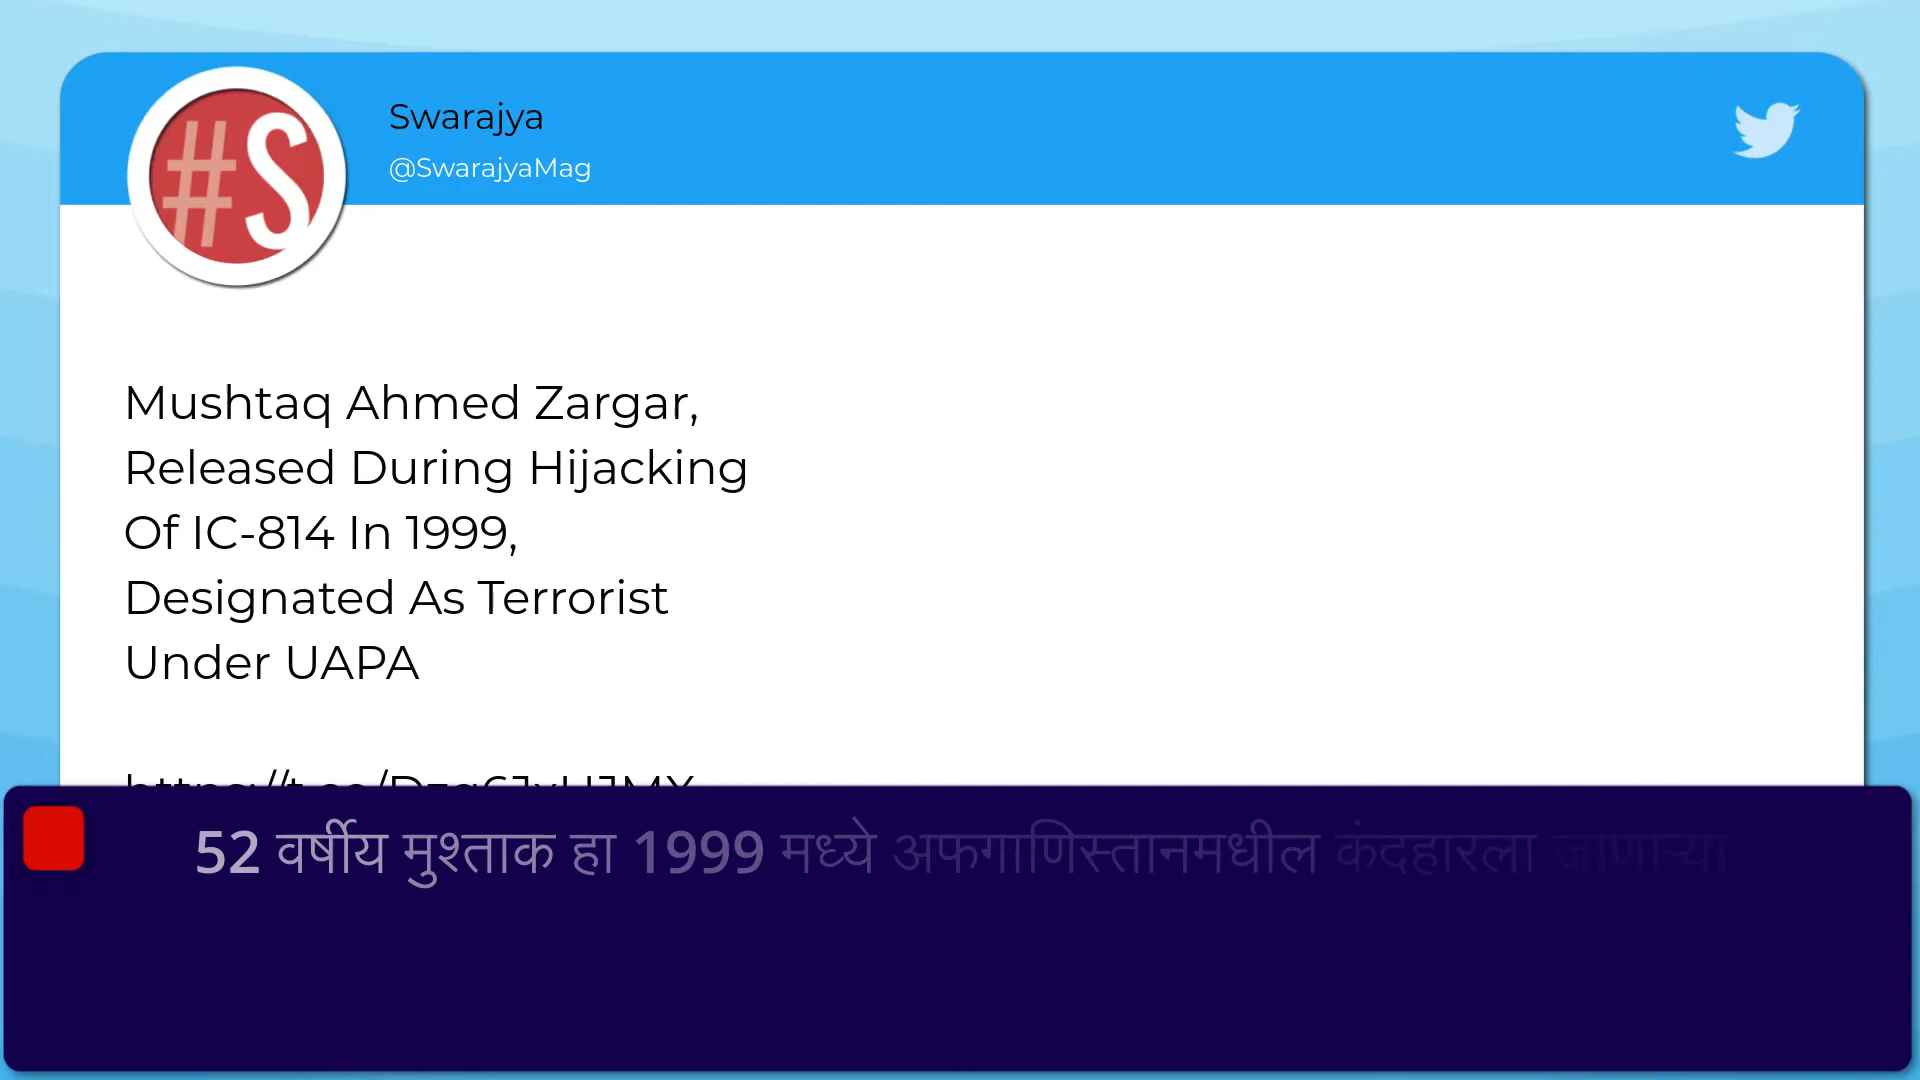 #S
Swarajya
@SwarajyaMag
Mushtaq Ahmed Zargar,
Released During Hijacking
Of IC-814 In 1999,
Designated As Terrorist
Under UAPA
52 वर्षीय मुश्ताक हा 1999 मध्ये अफगाणिस्तानमधील कंदहारला जाणाऱ्या